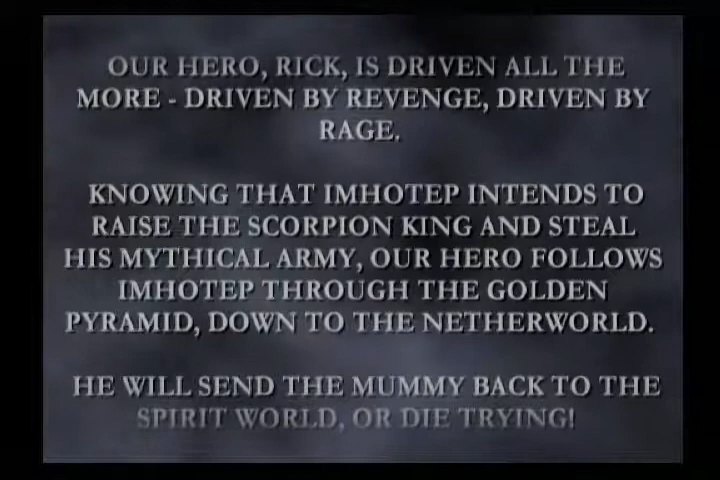 OUR HERO, RICK, IS DRIVEN ALL THE
MORE - DRIVEN BY REVENGE, DRIVEN BY
RAGE.
KNOWING THAT IMHOTEP INTENDS TO
RAISE THE SCORPION KING AND STEAL
HIS MYTHICAL ARMY, OUR HERO FOLLOWS
IMHOTEP THROUGH THE GOLDEN
PYRAMID, DOWN TO THE NETHERWORLD.
HE WILL SEND THE MUMMY BACK TO THE
SPIRIT WORLD, OR DIE TRYING!